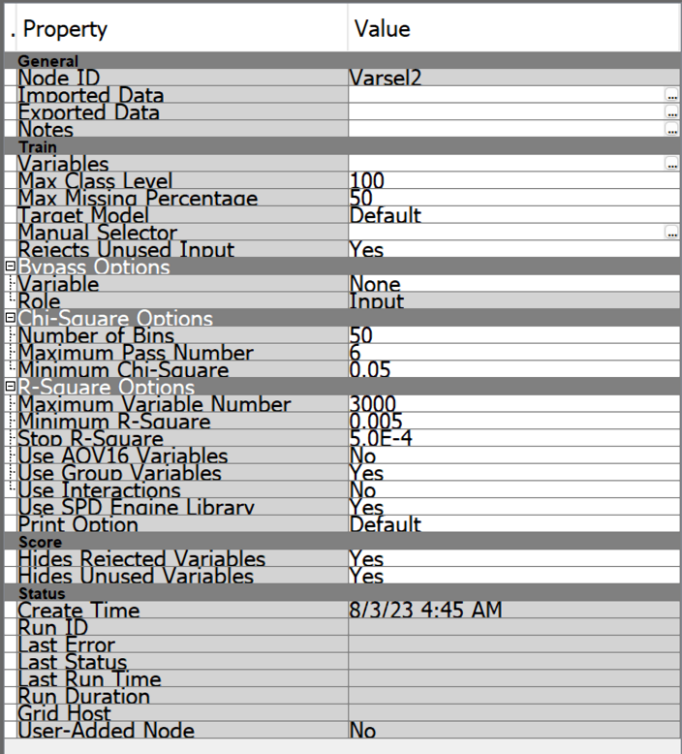 . Property Value
General
Node ID Varsel2
Imported Data ...
Exported Data ...
Notes ...
Train
Variables ...
Max Class Level 100
Max Missing Percentage 50
Target Model Default
Manual Selector ...
Rejects Unused Input Yes
Bypass Options
Variable None
Role Input
Chi-Square Options
Number of Bins 50
Maximum Pass Number 6
Minimum Chi-Square 0.05
R-Square Options
Maximum Variable Number 3000
Minimum R-Square 0.005
Stop R-Square 5.0E-4
Use AOV16 Variables No
Use Group Variables Yes
Use Interactions No
Use SPD Engine Library Yes
Print Option Default
Score
Hides Rejected Variables Yes
Hides Unused Variables Yes
Status
Create Time 8/3/23 4:45 AM
Run ID
Last Error
Last Status
Last Run Time
Run Duration
Grid Host
User-Added Node No